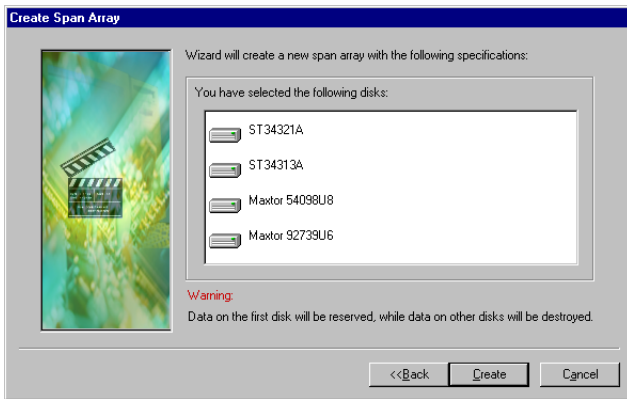 Create Span Array
Wizard will create a new span array with the following specifications:
You have selected the following disks:
ST34321A
ST34313A
Maxtor 54098U8
Maxtor 92739U6
Warning:
Data on the first disk will be reserved, while data on other disks will be destroyed.
<<Back
Create
Cancel